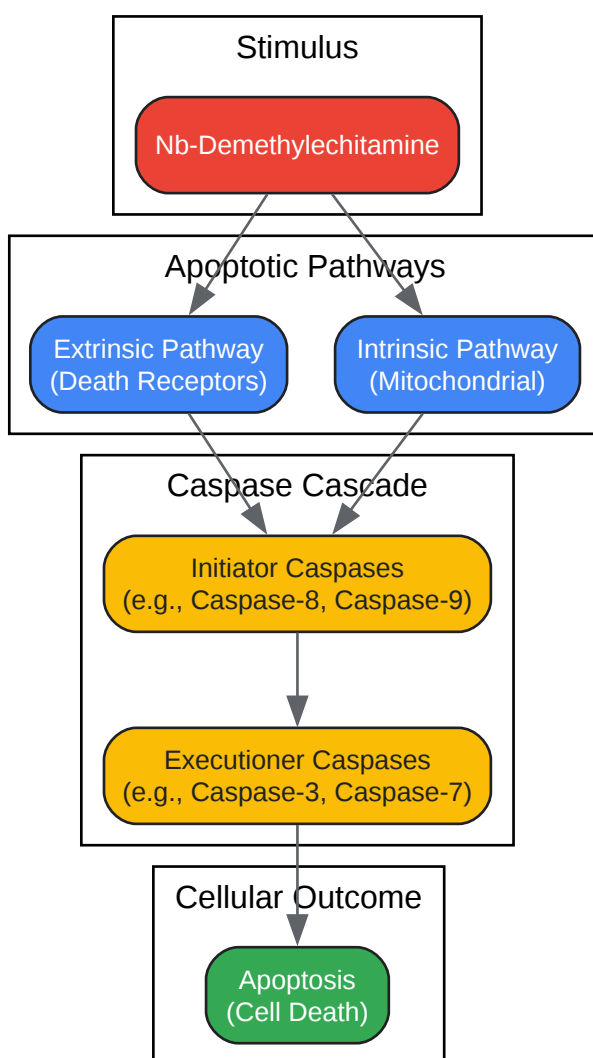 Stimulus
Nb-Demethylechitamine
Apoptotic Pathways
Extrinsic Pathway
(Death Receptors)
Intrinsic Pathway
(Mitochondrial)
Caspase Cascade
Initiator Caspases
(e.g., Caspase-8, Caspase-9)
Executioner Caspases
(e.g., Caspase-3, Caspase-7)
Cellular Outcome
Apoptosis
(Cell Death)